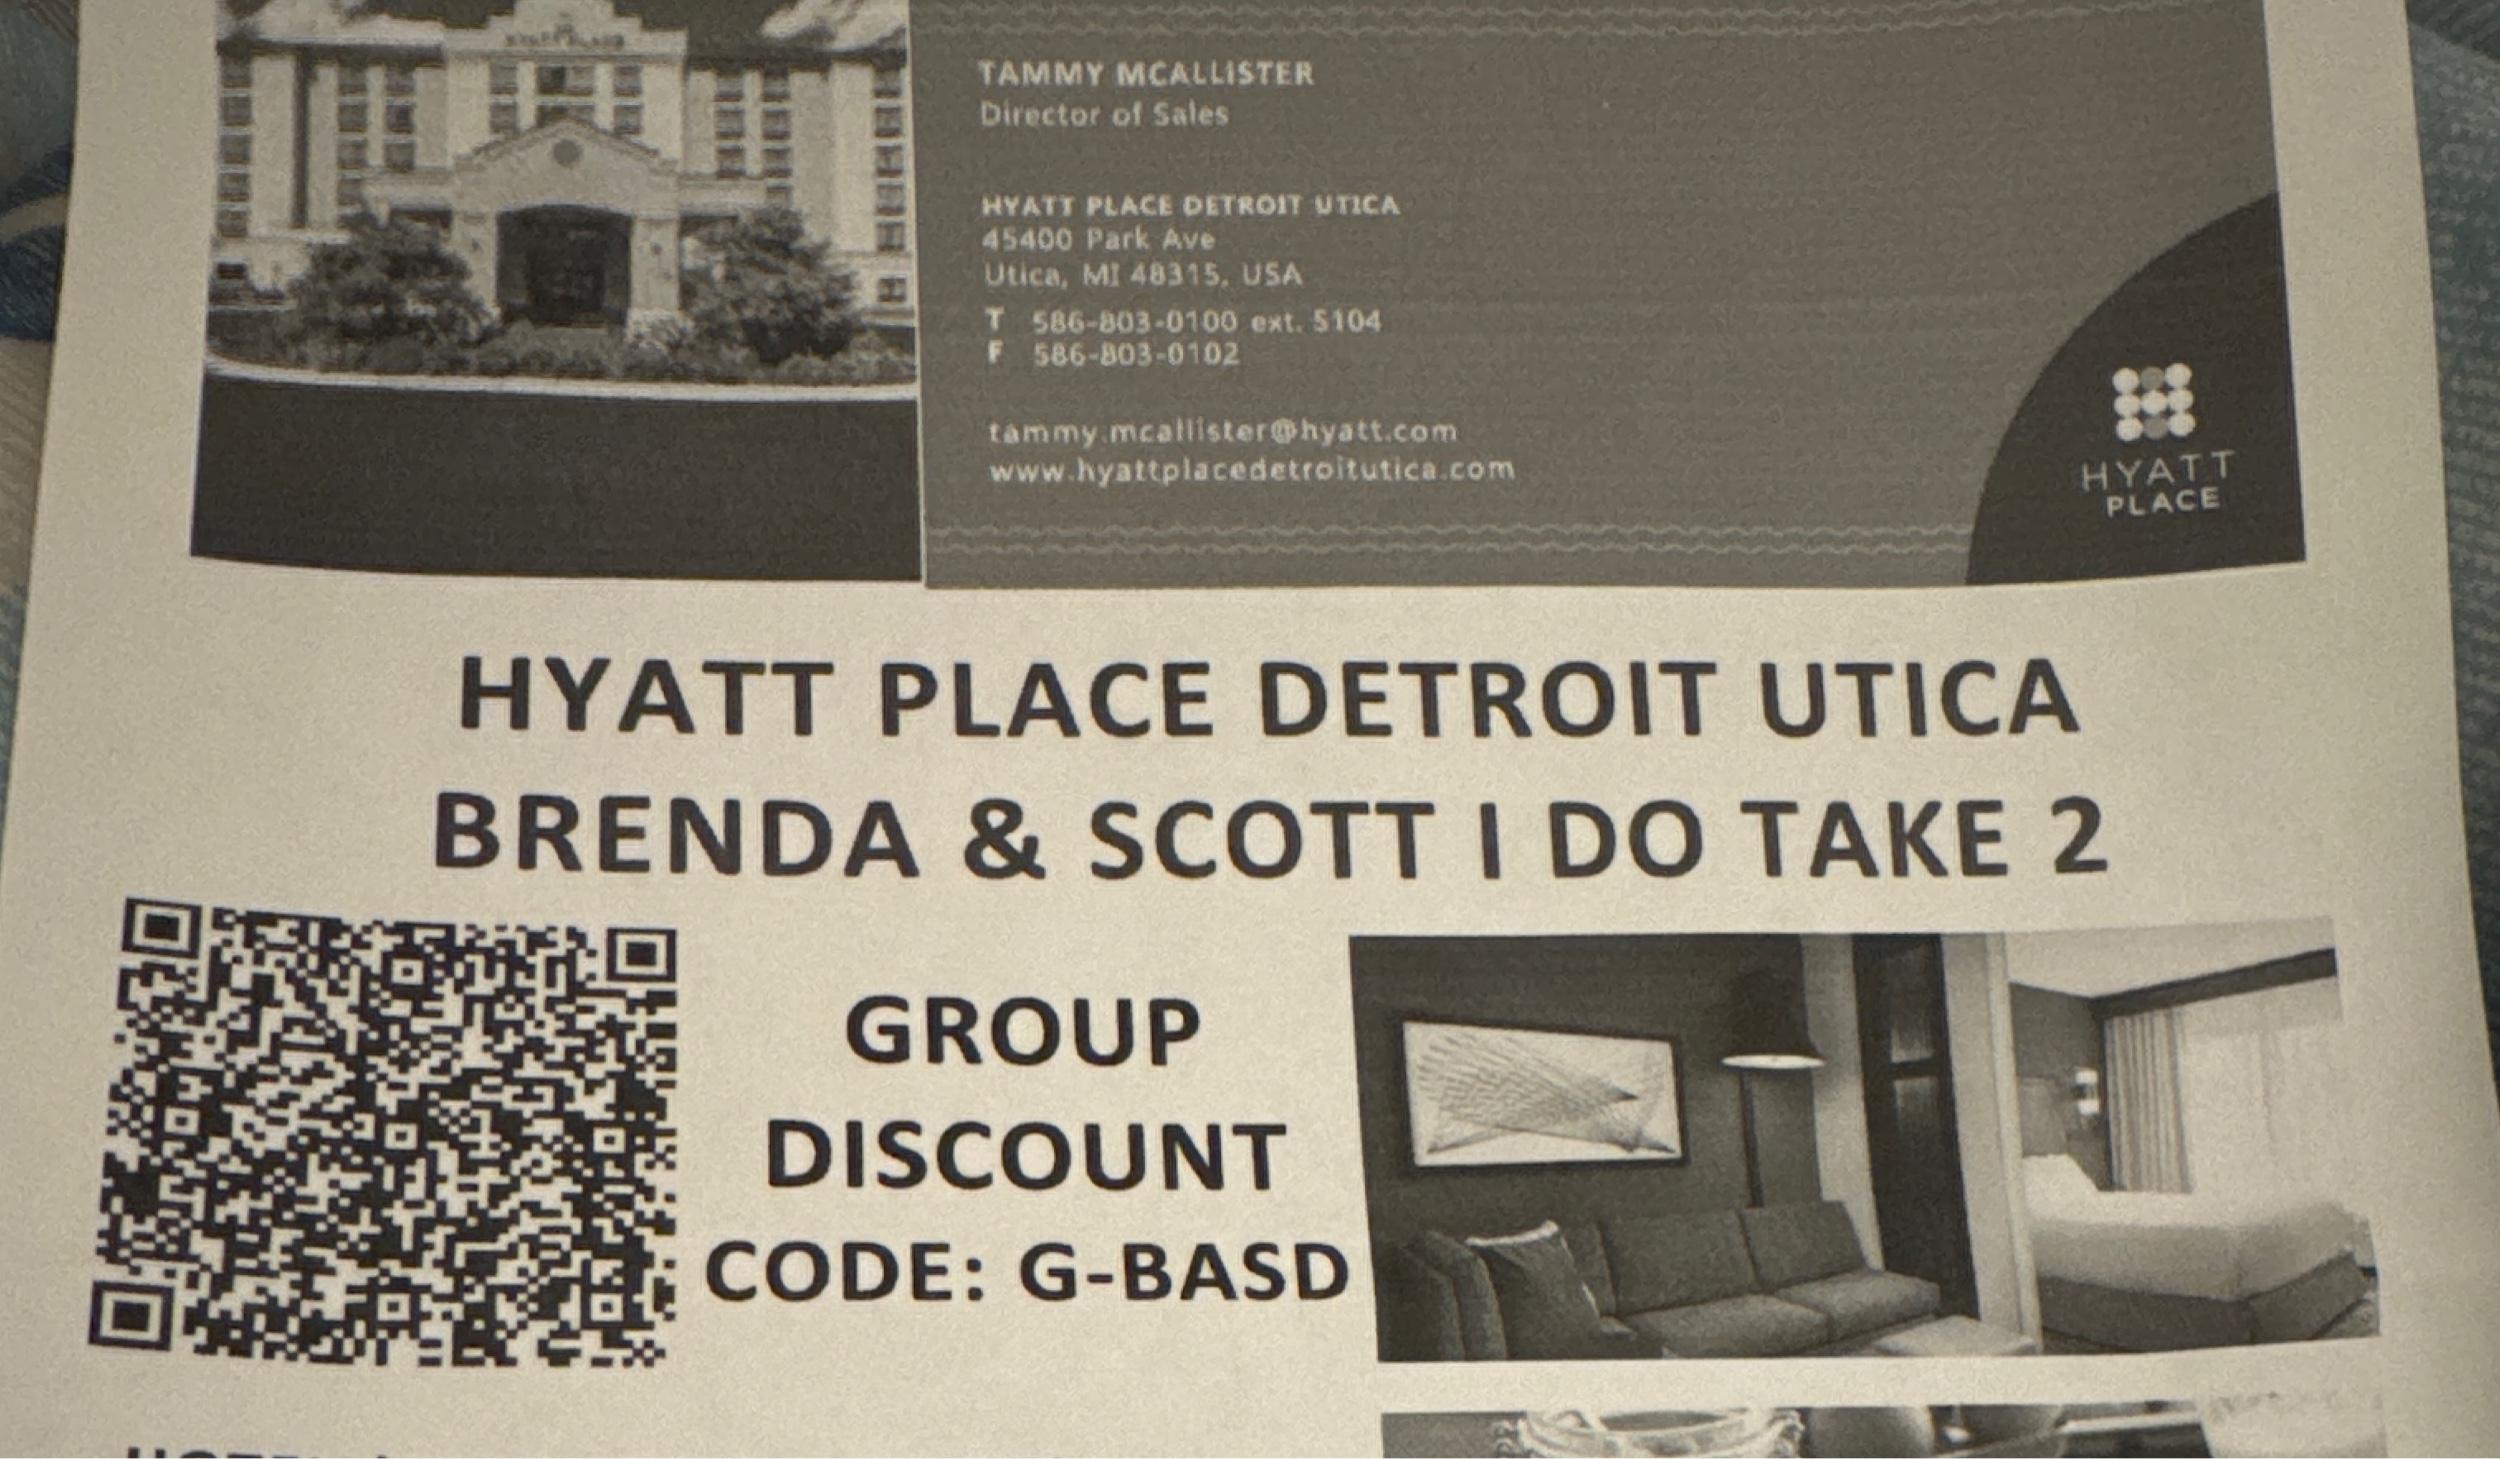 TAMMY MCALLISTER
Director of Sales
HYATT PLACE DETROIT UTICA
45400 Park Ave
Utica, MI 48315, USA
T 586-803-0100 ext. 5104
F 586-803-0102
tammy.mcallister@hyatt.com
www.hyattplacedetroitutica.com
HYATT
PLACE
HYATT PLACE DETROIT UTICA
BRENDA & SCOTT I DO TAKE 2
GROUP
DISCOUNT
CODE: G-BASD